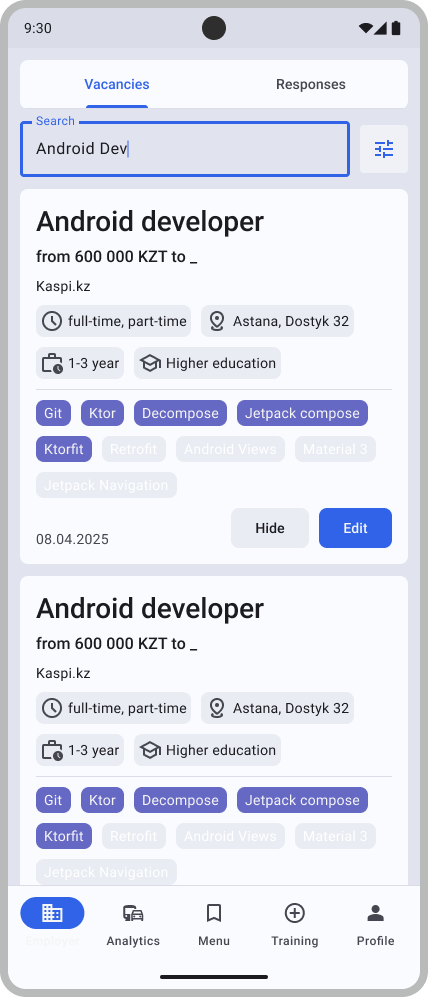 9:30
Vacancies Responses
Search
Android Dev
Android developer
from 600 000 KZT to _
Kaspi.kz
full-time, part-time Astana, Dostyk 32
1-3 year Higher education
Git Ktor Decompose Jetpack compose
Ktorfit Retrofit Android Views Material 3
Jetpack Navigation
08.04.2025 Hide Edit
Android developer
from 600 000 KZT to _
Kaspi.kz
full-time, part-time Astana, Dostyk 32
1-3 year Higher education
Git Ktor Decompose Jetpack compose
Ktorfit Retrofit Android Views Material 3
Jetpack Navigation
Employer Analytics Menu Training Profile